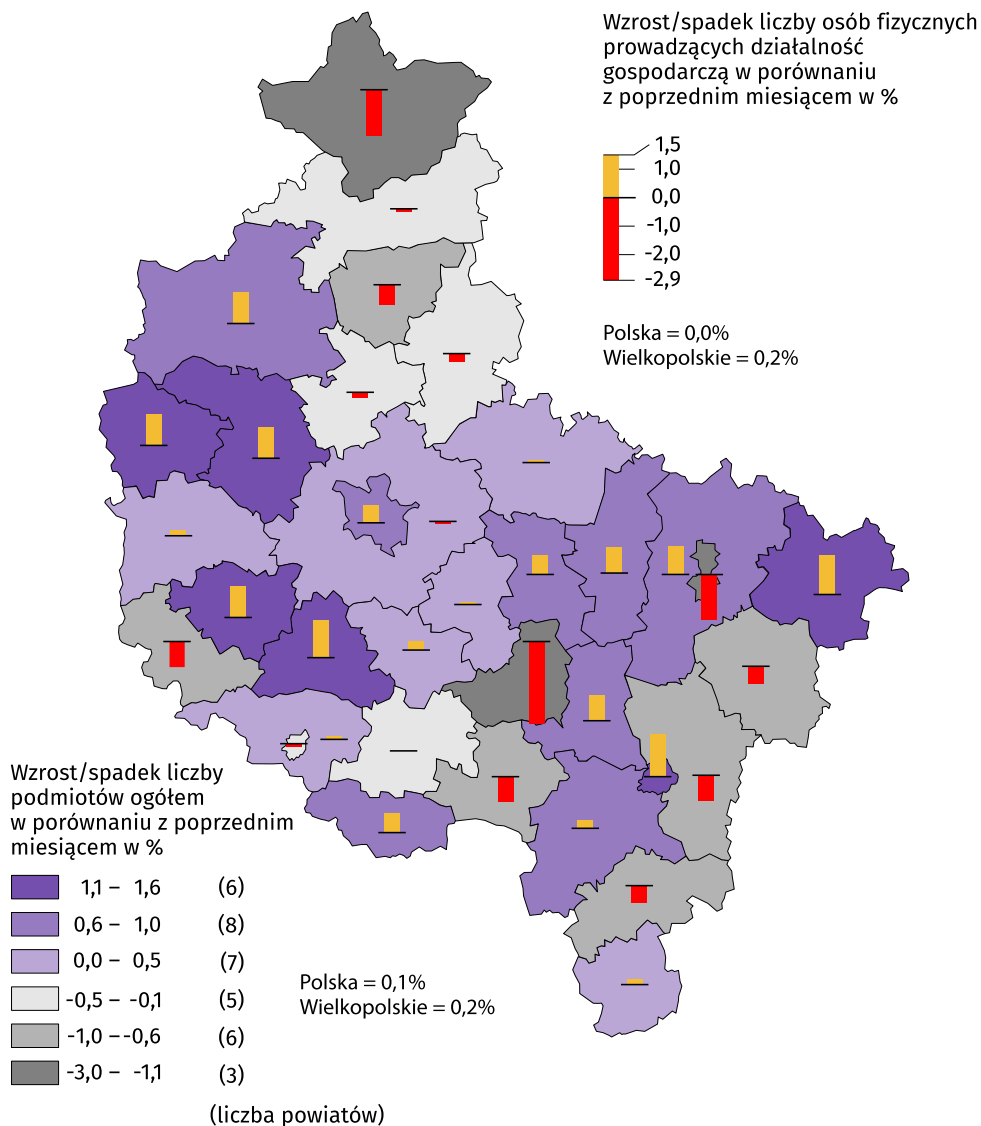 Wzrost/spadek liczby osób fizycznych
prowadzących działalność
gospodarczą w porównaniu
z poprzednim miesiącem w %
1,5
1,0
0,0
-1,0
-2,0
-2,9
Polska = 0,0%
Wielkopolskie = 0,2%
Wzrost/spadek liczby
podmiotów ogółem
w porównaniu z poprzednim
miesiącem w %
1,1 – 1,6 (6)
0,6 – 1,0 (8)
0,0 – 0,5 (7)
-0,5 – -0,1 (5)
-1,0 – -0,6 (6)
-3,0 – -1,1 (3)
(liczba powiatów)
Polska = 0,1%
Wielkopolskie = 0,2%